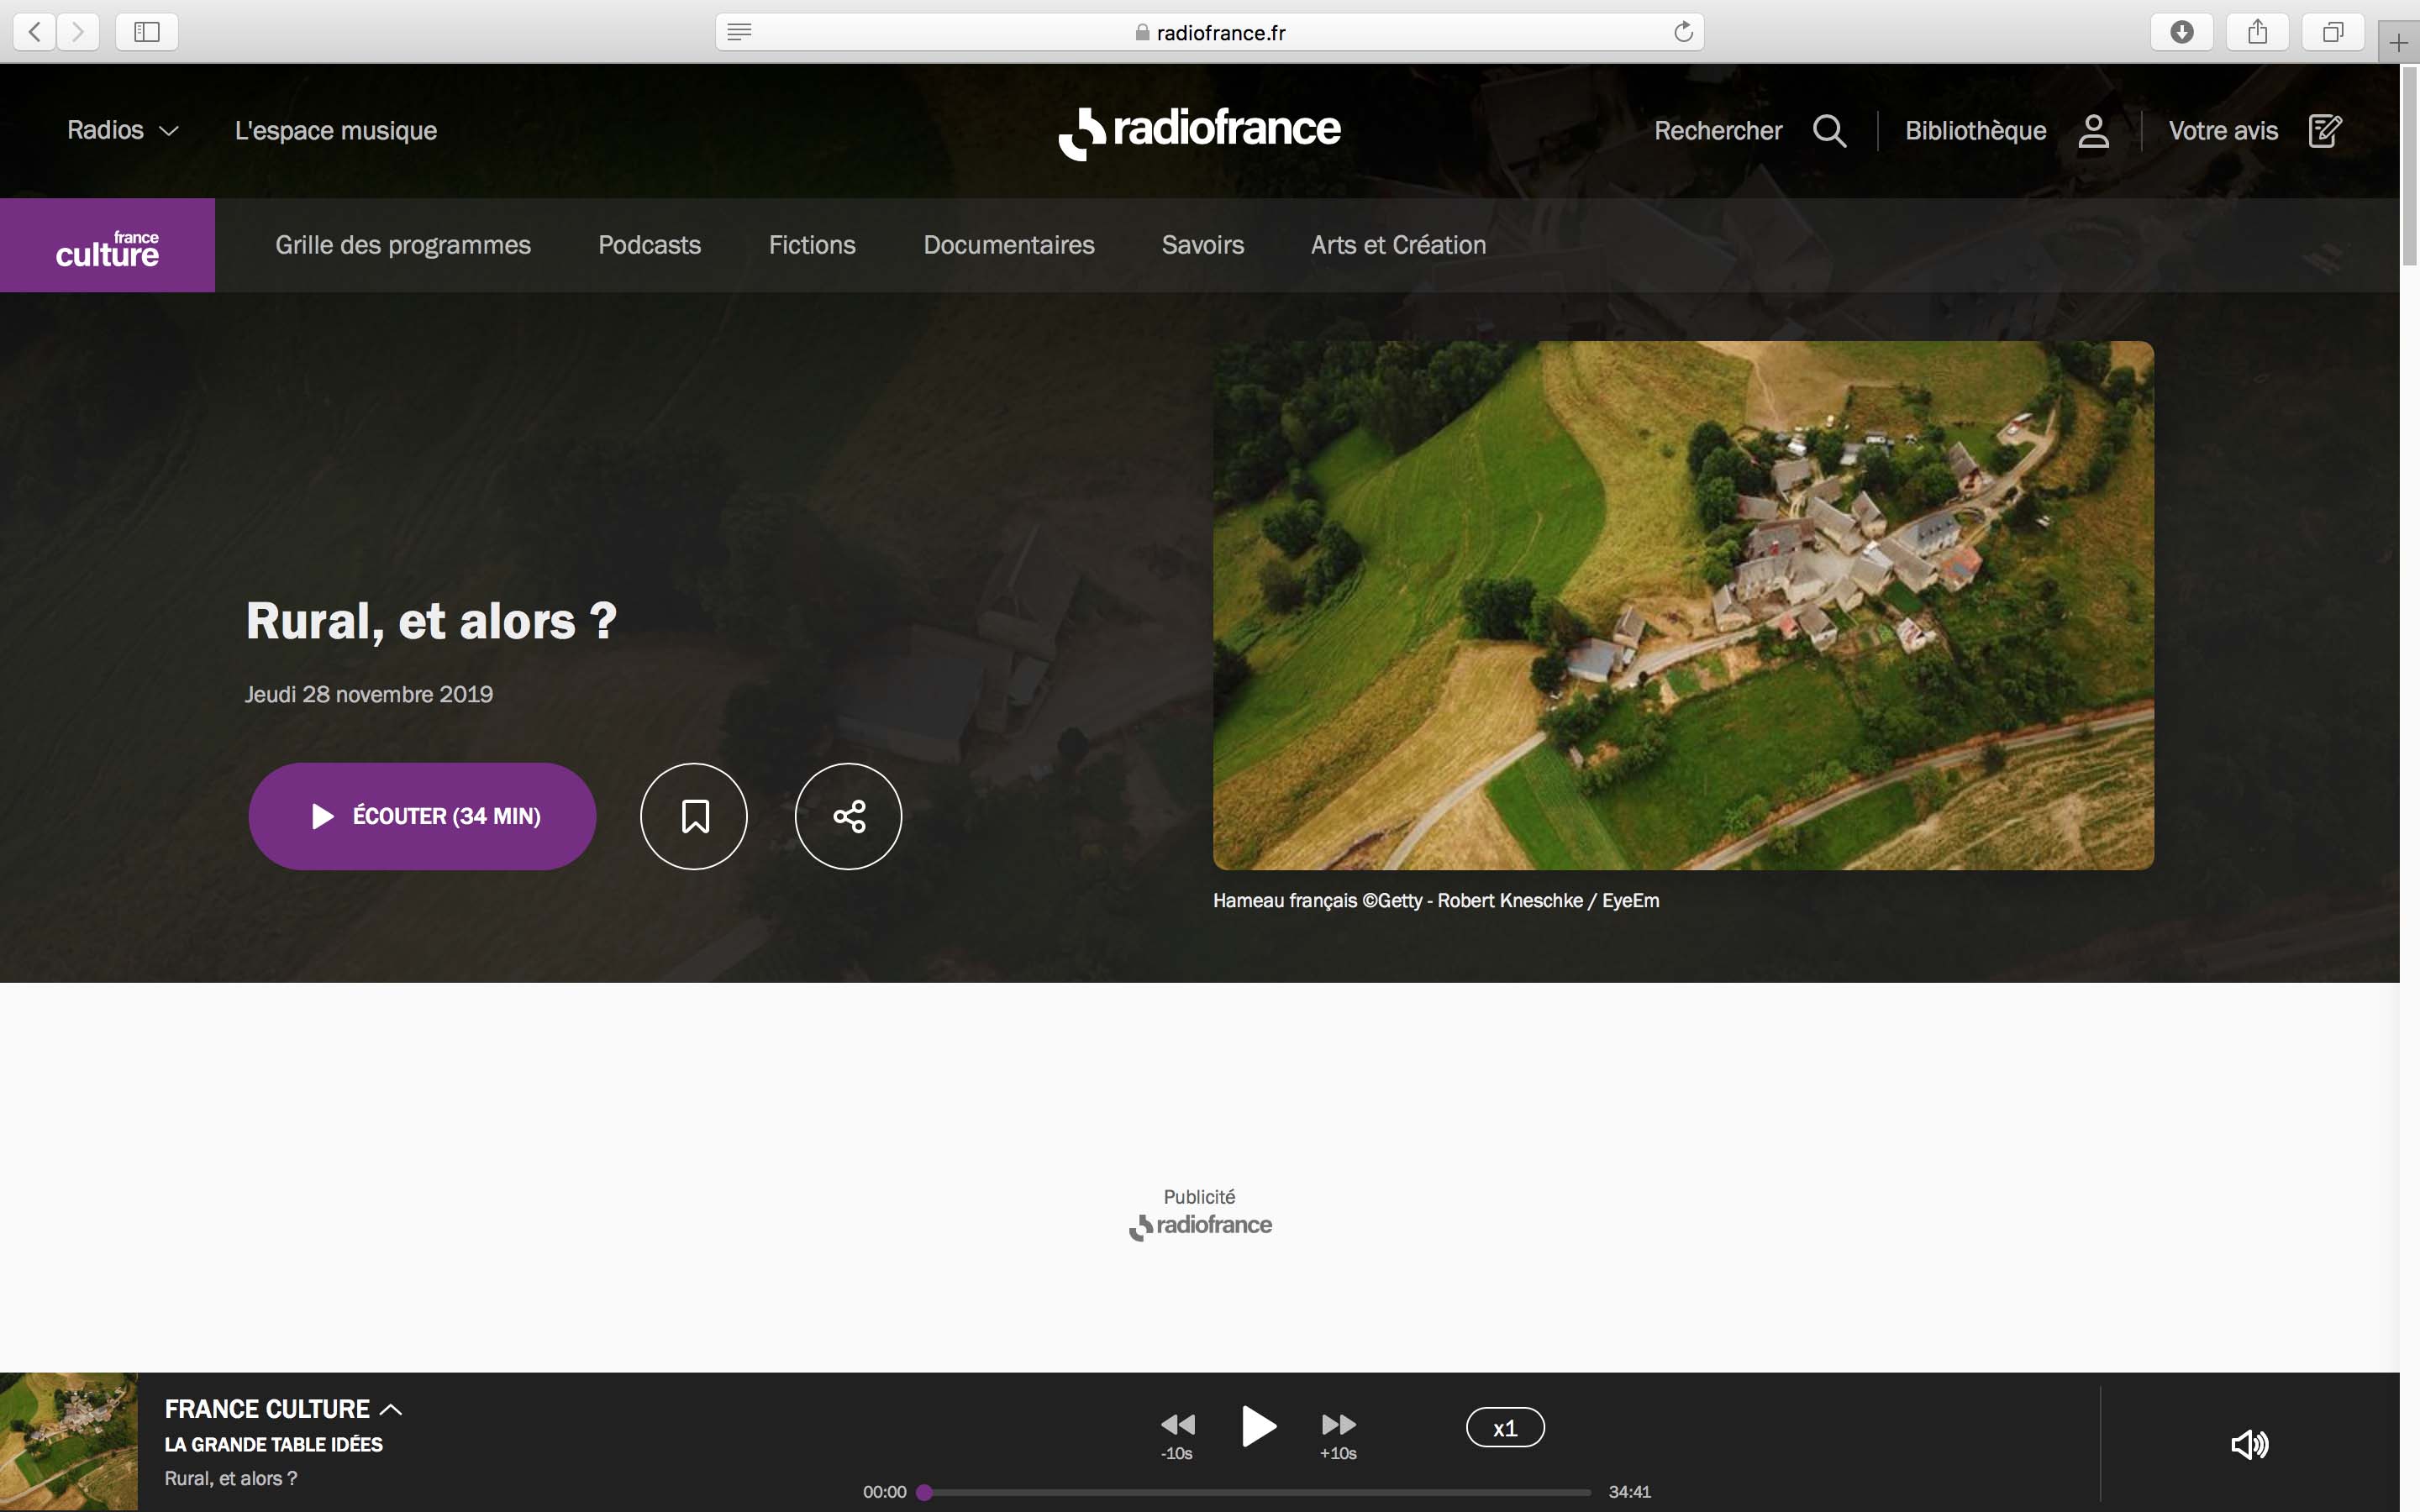 radiofrance.fr
Radios
L'espace musique
radiofrance
Rechercher
Bibliothèque
Votre avis
france
culture
Grille des programmes
Podcasts
Fictions
Documentaires
Savoirs
Arts et Création
Rural, et alors ?
Jeudi 28 novembre 2019
ÉCOUTER (34 MIN)
Hameau français ©Getty - Robert Kneschke / EyeEm
Publicité
radiofrance
FRANCE CULTURE
LA GRANDE TABLE IDÉES
Rural, et alors ?
-10s
+10s
x1
00:00
34:41